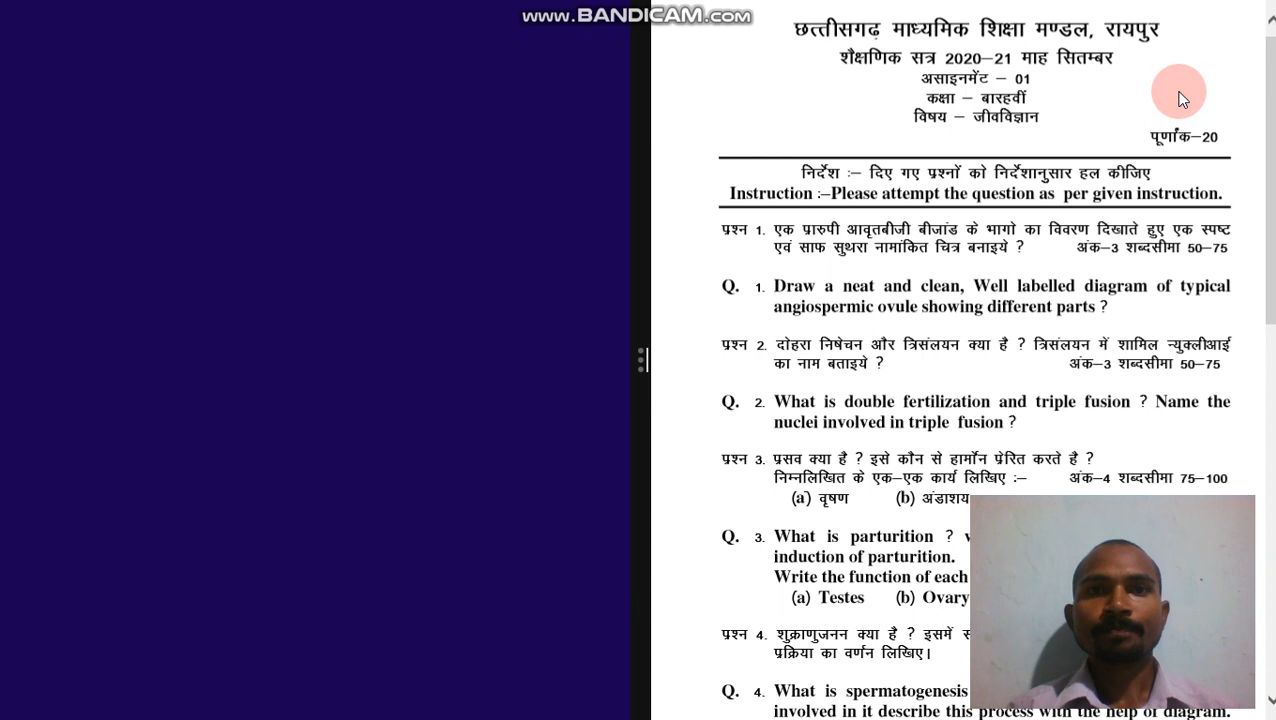 www.BANDICAM.com
छत्तीसगढ़ माध्यमिक शिक्षा मण्डल, रायपुर
शैक्षणिक सत्र 2020–21 माह सितम्बर
असाइनमेंट – 01
कक्षा – बारहवीं
विषय – जीवविज्ञान
पूर्णांक–20
निर्देश :– दिए गए प्रश्नों को निर्देशानुसार हल कीजिए
Instruction :–Please attempt the question as per given instruction.
प्रश्न 1. एक प्रारुपी आवृतबीजी बीजांड के भागो का विवरण दिखाते हुए एक स्पष्ट
एवं साफ सुथरा नामांकित चित्र बनाइये ? अंक–3 शब्दसीमा 50–75
Q. 1. Draw a neat and clean, Well labelled diagram of typical
angiospermic ovule showing different parts ?
प्रश्न 2. दोहरा निषेचन और त्रिसंलयन क्या है ? त्रिसंलयन में शामिल न्युक्लीआई
का नाम बताइये ? अंक–3 शब्दसीमा 50–75
Q. 2. What is double fertilization and triple fusion ? Name the
nuclei involved in triple fusion ?
प्रश्न 3. प्रसव क्या है ? इसे कौन से हार्मोन प्रेरित करते है ?
निम्नलिखित के एक–एक कार्य लिखिए :– अंक–4 शब्दसीमा 75–100
(a) वृषण (b) अंडाशय
Q. 3. What is parturition ?
induction of parturition.
Write the function of each
(a) Testes (b) Ovary
प्रश्न 4. शुक्राणुजनन क्या है ? इसमें
प्रक्रिया का वर्णन लिखिए।
Q. 4. What is spermatogenesis
involved in it describe this process with the help of diagram.